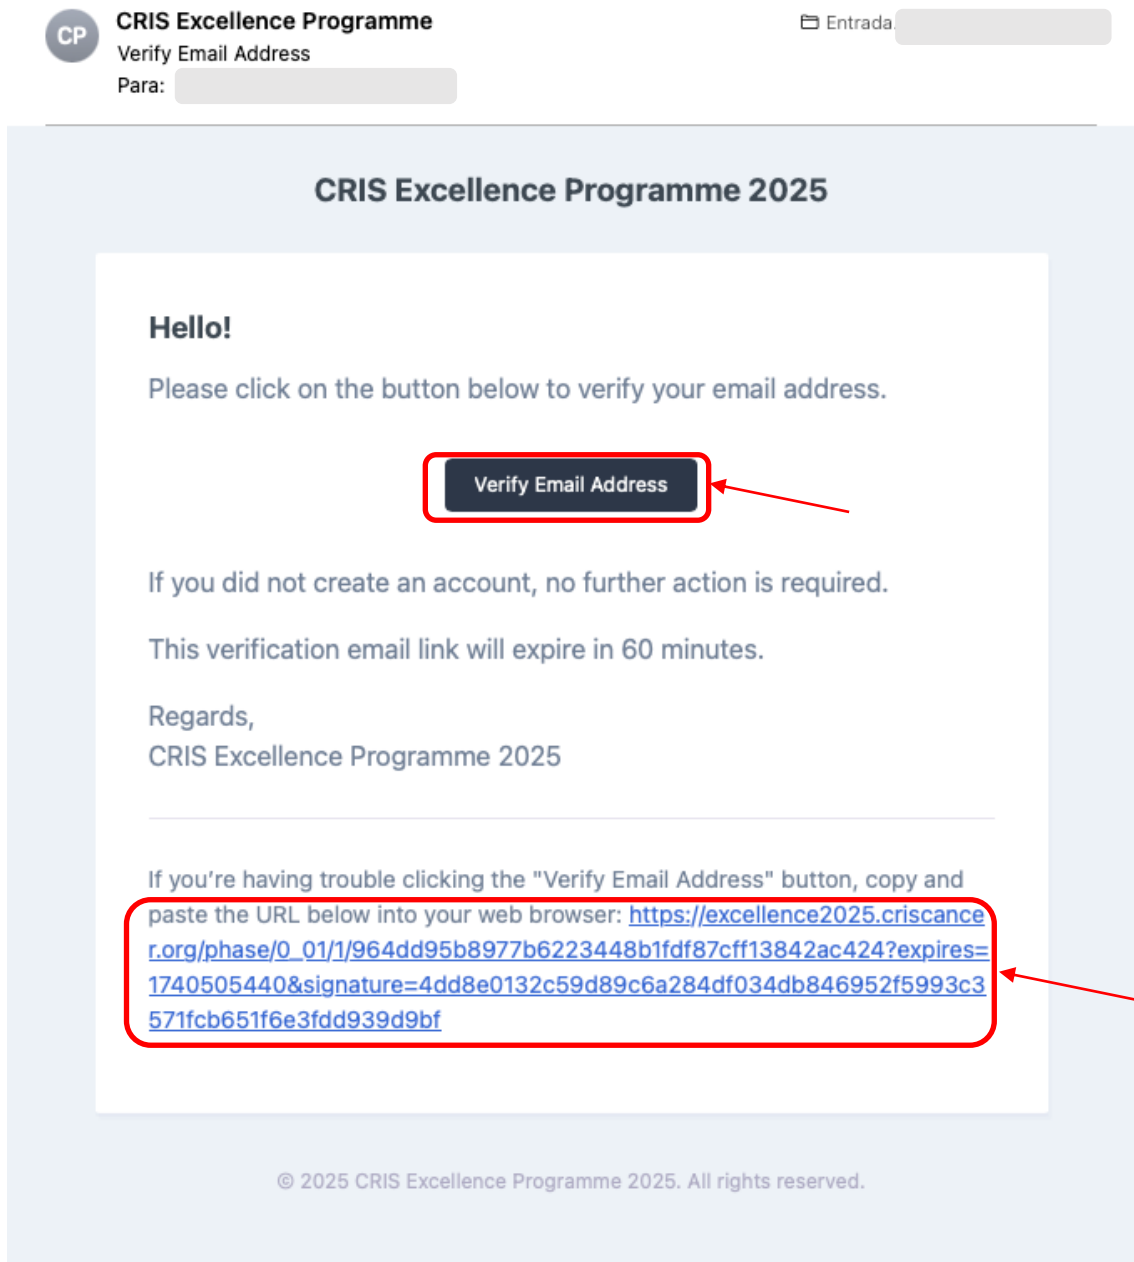 CP
CRIS Excellence Programme
Entrada
Verify Email Address
Para:
CRIS Excellence Programme 2025
Hello!
Please click on the button below to verify your email address.
Verify Email Address
If you did not create an account, no further action is required.
This verification email link will expire in 60 minutes.
Regards,
CRIS Excellence Programme 2025
If you're having trouble clicking the "Verify Email Address" button, copy and
paste the URL below into your web browser: https://excellence2025.criscance
r.org/phase/0_01/1/964dd95b8977b6223448b1fdf87cff13842ac424?expires=
1740505440&signature=4dd8e0132c59d89c6a284df034db846952f5993c3
571fcb651f6e3fdd939d9bf
© 2025 CRIS Excellence Programme 2025. All rights reserved.